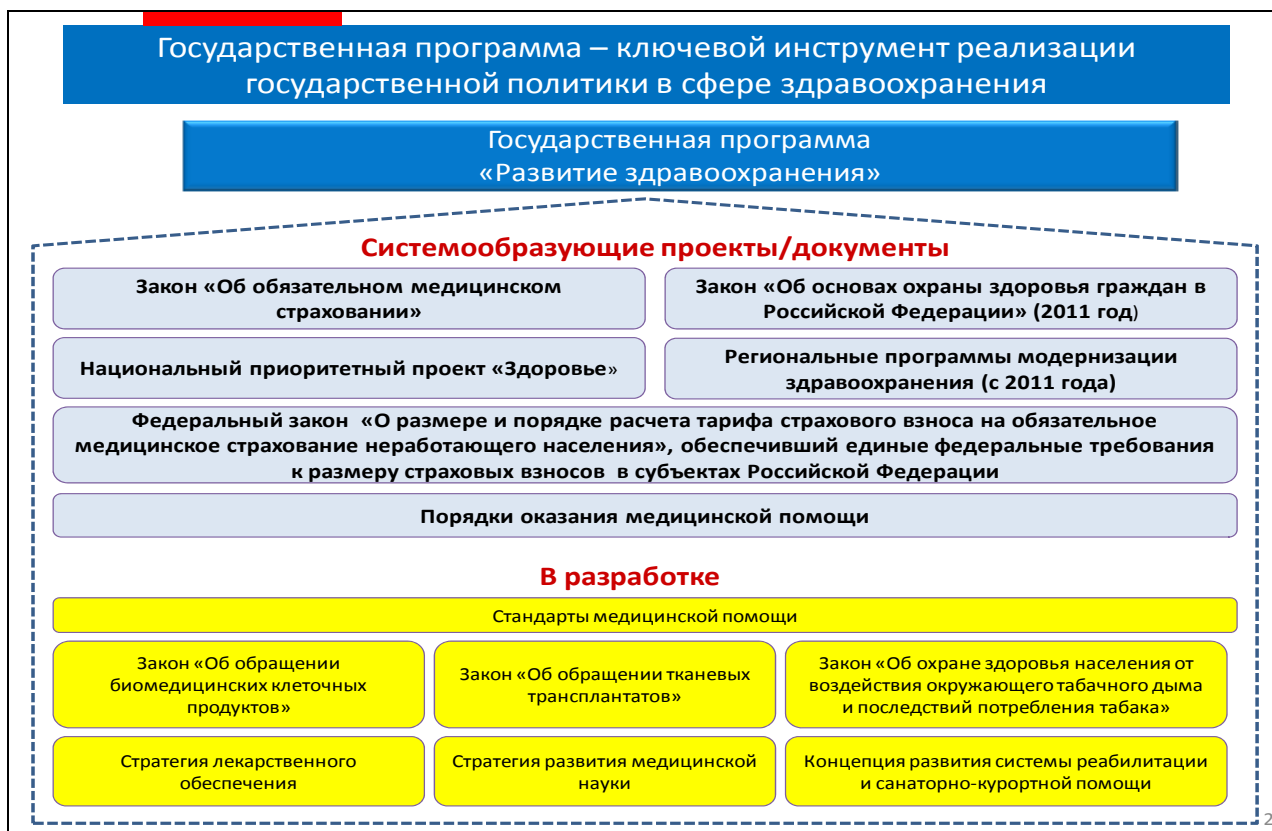 Государственная программа – ключевой инструмент реализации
государственной политики в сфере здравоохранения
Государственная программа
«Развитие здравоохранения»
Системообразующие проекты/документы
Закон «Об обязательном медицинском
страховании»
Закон «Об основах охраны здоровья граждан в
Российской Федерации» (2011 год)
Национальный приоритетный проект «Здоровье»
Региональные программы модернизации
здравоохранения (с 2011 года)
Федеральный закон «О размере и порядке расчета тарифа страхового взноса на обязательное
медицинское страхование неработающего населения», обеспечивший единые федеральные требования
к размеру страховых взносов в субъектах Российской Федерации
Порядки оказания медицинской помощи
В разработке
Стандарты медицинской помощи
Закон «Об обращении
биомедицинских клеточных
продуктов»
Закон «Об обращении тканевых
трансплантатов»
Закон «Об охране здоровья населения от
воздействия окружающего табачного дыма
и последствий потребления табака»
Стратегия лекарственного
обеспечения
Стратегия развития медицинской
науки
Концепция развития системы реабилитации
и санаторно-курортной помощи
2